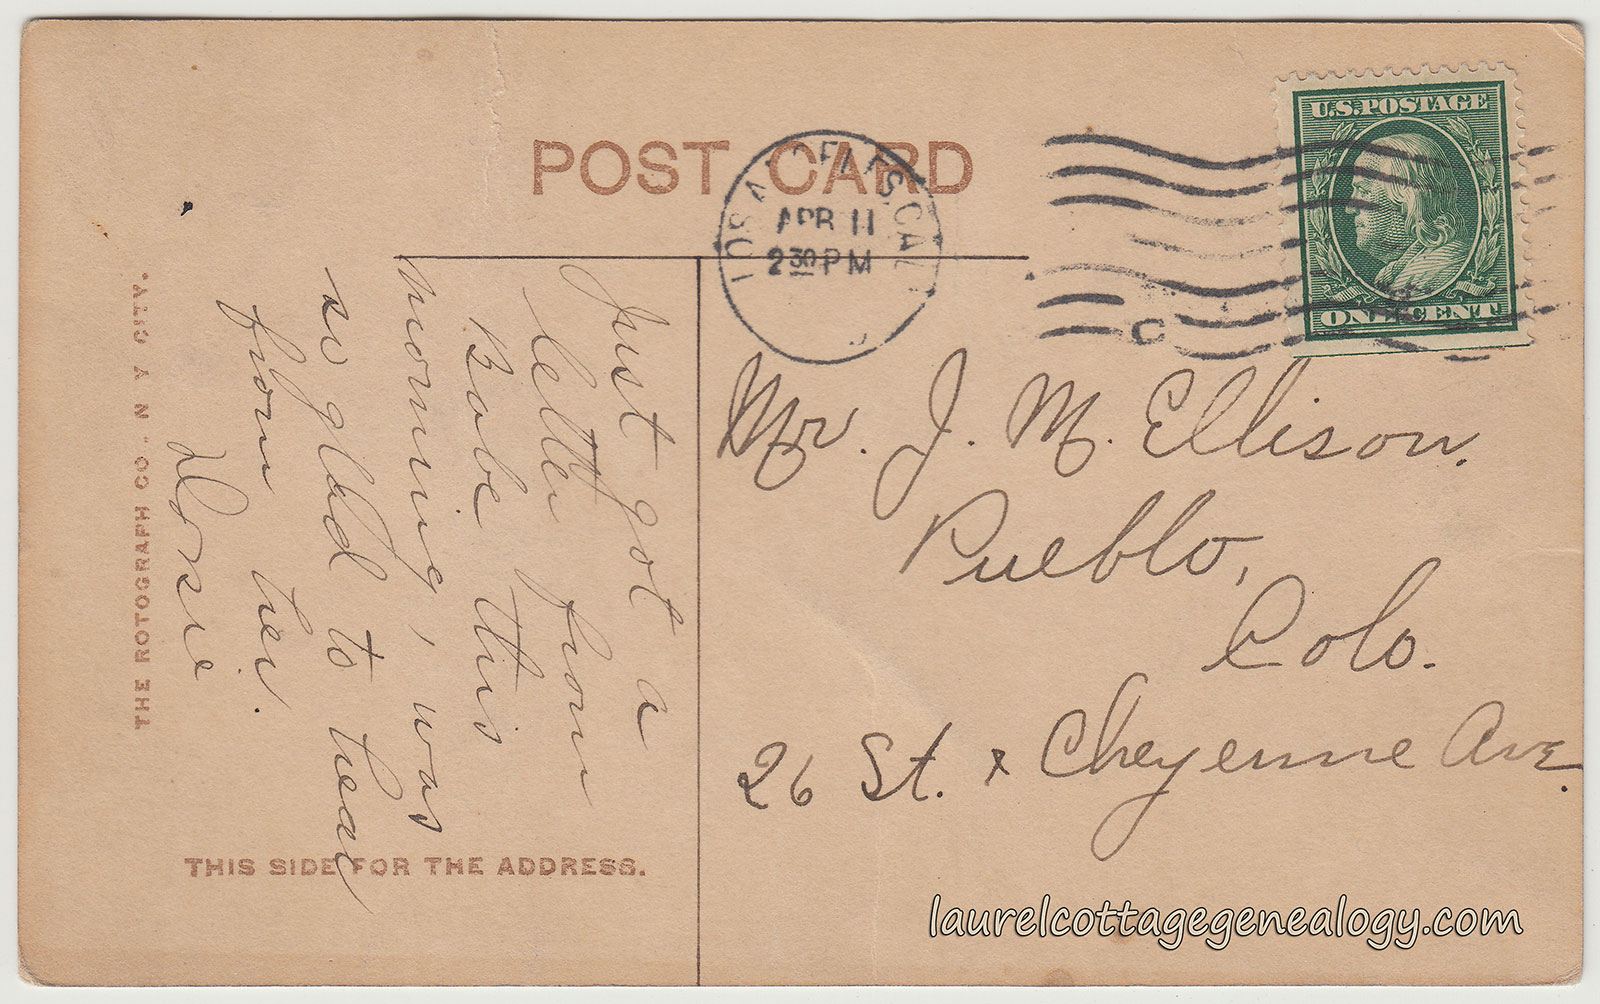 POST CARD
LOS ANGELES, CAL
APR 11
2 30 PM
U.S. POSTAGE
ONE CENT
C
Just got a
letter from
Babe this
morning, was
so glad to hear
from her.
Dosie
Mr. J. M. Ellison.
Pueblo,
Colo.
26 St. & Cheyenne Ave.
THE ROTOGRAPH CO., N Y CITY.
THIS SIDE FOR THE ADDRESS.
laurelcottagegenealogy.com